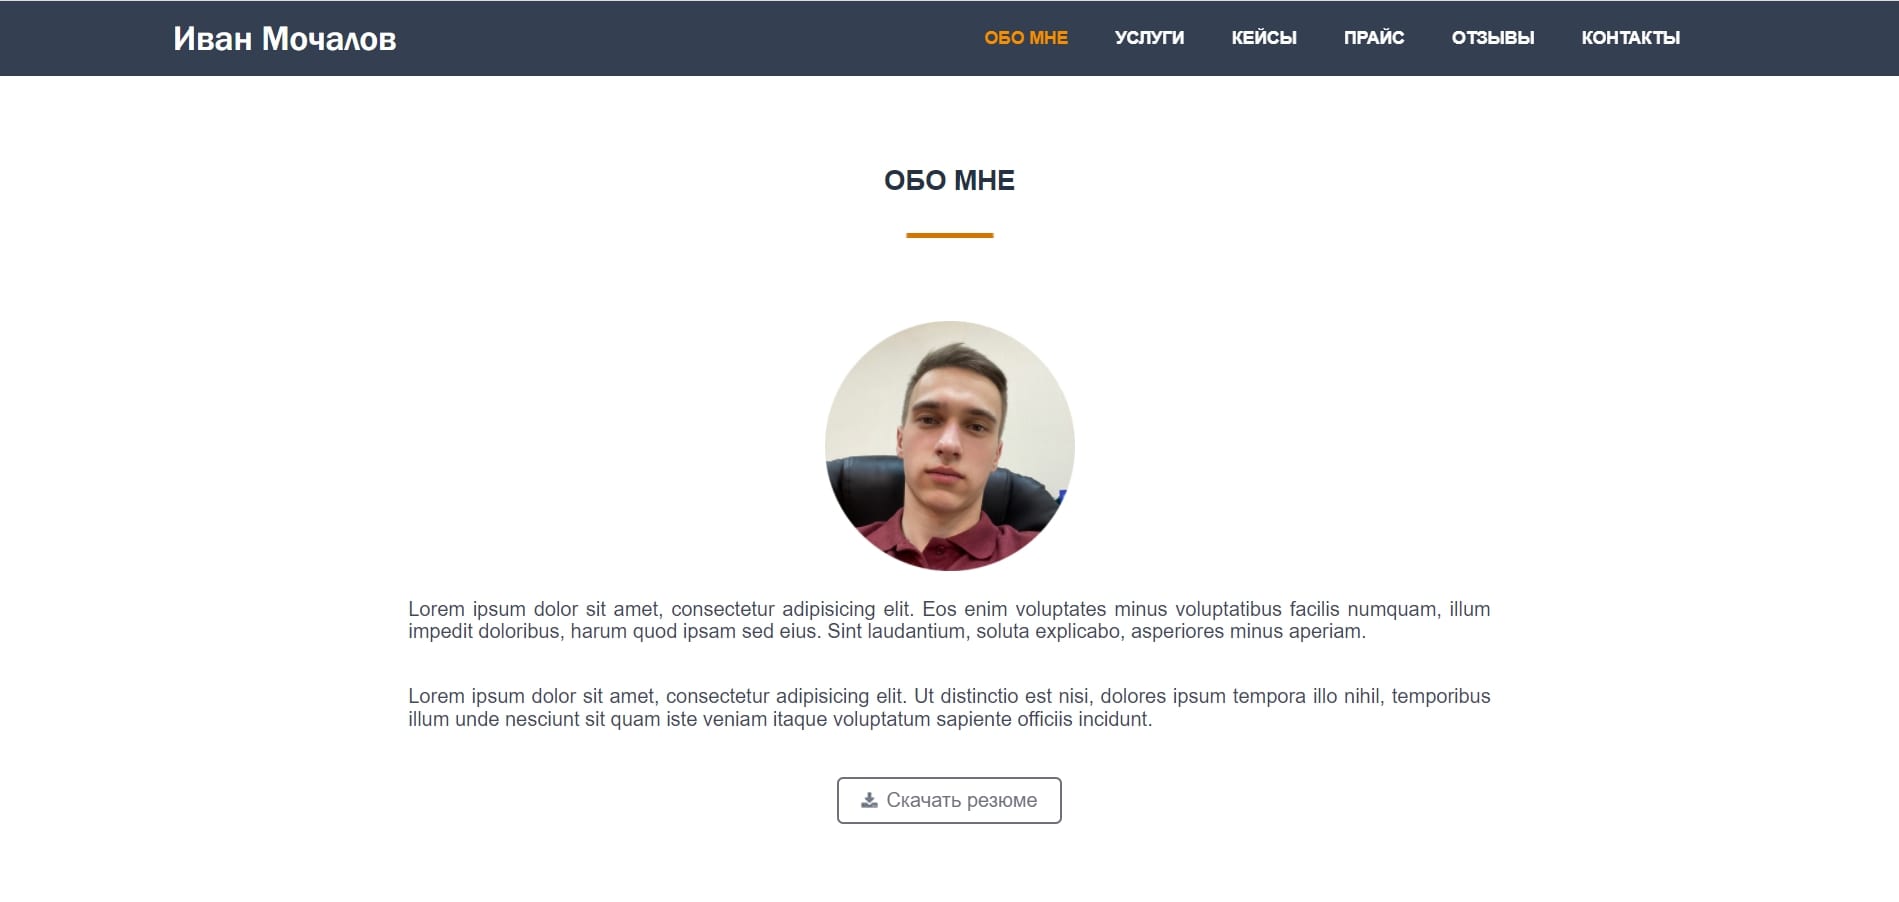 Иван Мочалов
ОБО МНЕ УСЛУГИ КЕЙСЫ ПРАЙС ОТЗЫВЫ КОНТАКТЫ
ОБО МНЕ
Lorem ipsum dolor sit amet, consectetur adipisicing elit. Eos enim voluptates minus voluptatibus facilis numquam, illum
impedit doloribus, harum quod ipsam sed eius. Sint laudantium, soluta explicabo, asperiores minus aperiam.
Lorem ipsum dolor sit amet, consectetur adipisicing elit. Ut distinctio est nisi, dolores ipsum tempora illo nihil, temporibus
illum unde nesciunt sit quam iste veniam itaque voluptatum sapiente officiis incidunt.
Скачать резюме